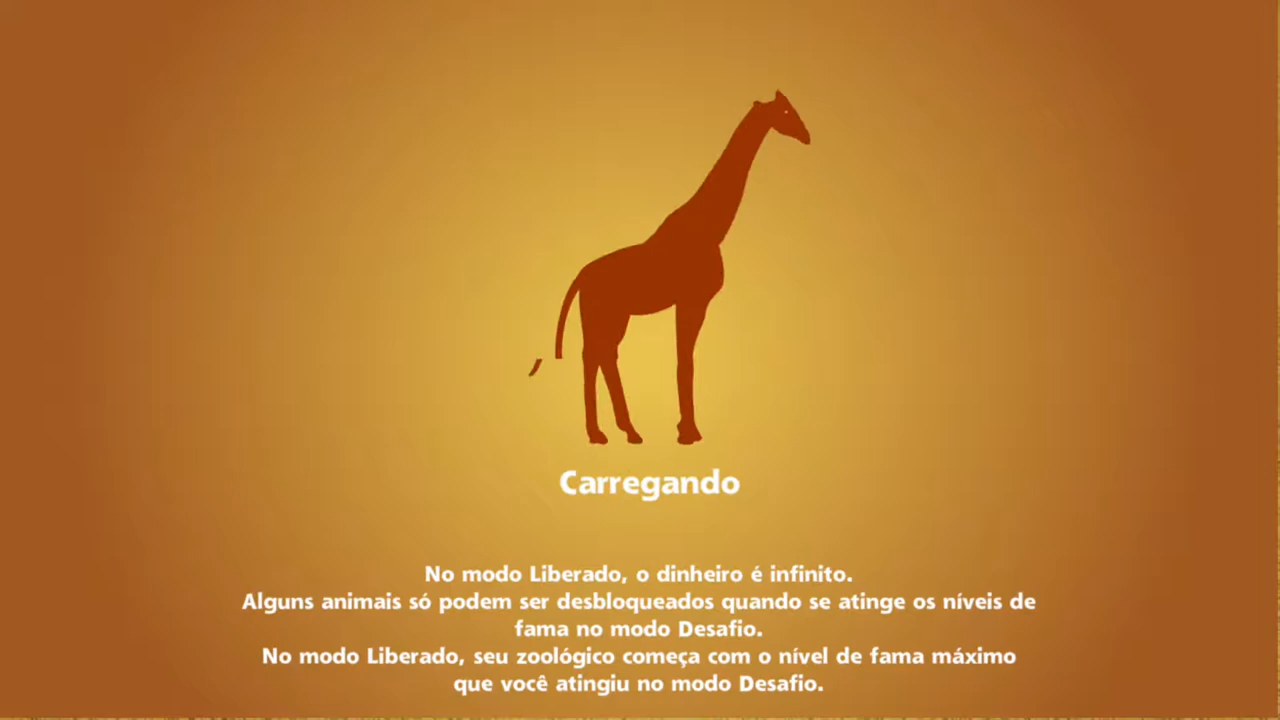 Carregando
No modo Liberado, o dinheiro é infinito.
Alguns animais só podem ser desbloqueados quando se atinge os níveis de
fama no modo Desafio.
No modo Liberado, seu zoológico começa com o nível de fama máximo
que você atingiu no modo Desafio.